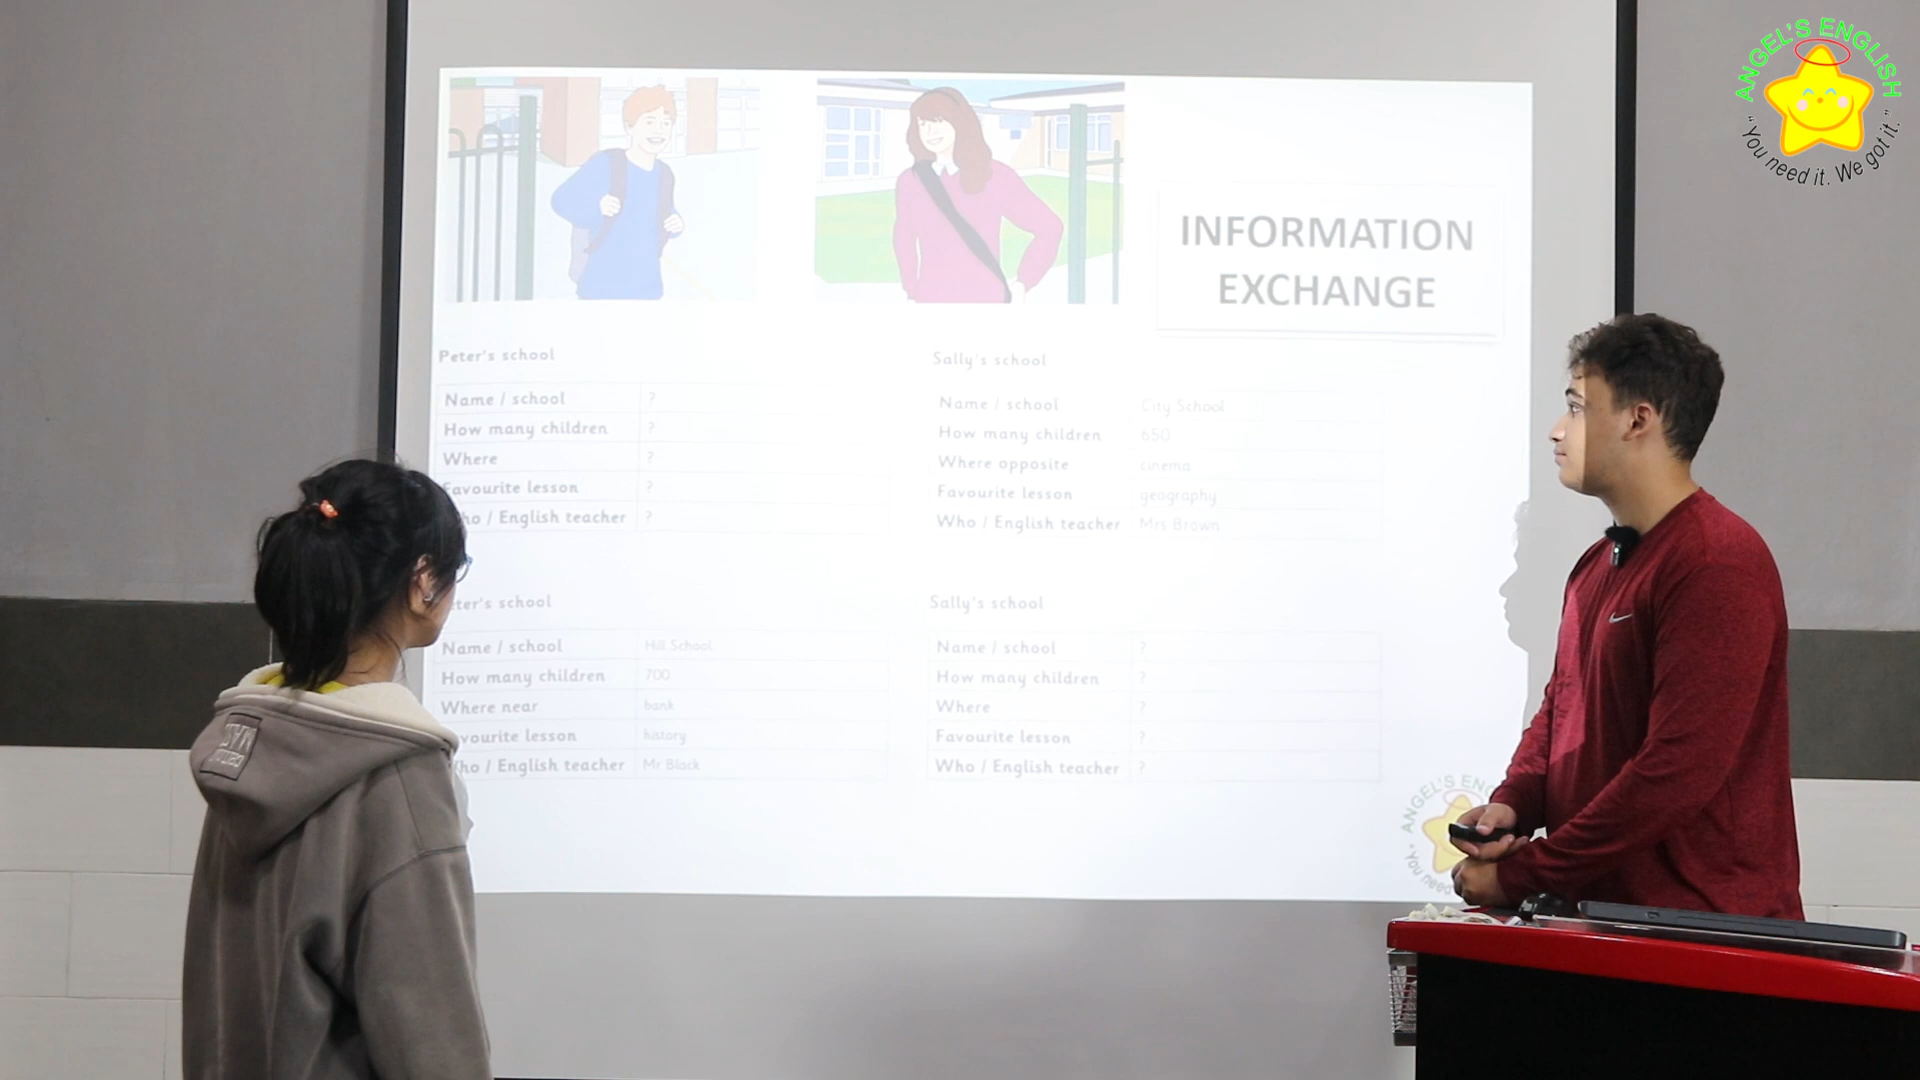 ANGEL'S ENGLISH
"You need it. We got it."
INFORMATION
EXCHANGE
Peter's school
Name / school ?
How many children ?
Where ?
Favourite lesson ?
Who / English teacher ?
Sally's school
Name / school City School
How many children 650
Where opposite cinema
Favourite lesson geography
Who / English teacher Mrs Brown
Peter's school
Name / school Hill School
How many children 700
Where near bank
Favourite lesson history
Who / English teacher Mr Black
Sally's school
Name / school ?
How many children ?
Where ?
Favourite lesson ?
Who / English teacher ?
ANGEL'S ENG
"You need